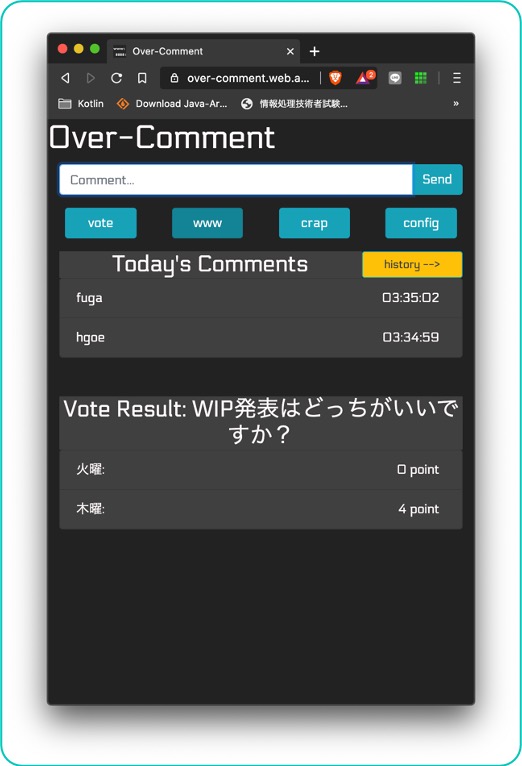 Over-Comment
over-comment.web.a...
2
Kotlin
Download Java-Ar...
情報処理技術者試験...
»
Over-Comment
Comment...
Send
vote
www
crap
config
Today's Comments
history -->
fuga 03:35:02
hgoe 03:34:59
Vote Result: WIP発表はどっちがいいで
すか？
火曜: 0 point
木曜: 4 point